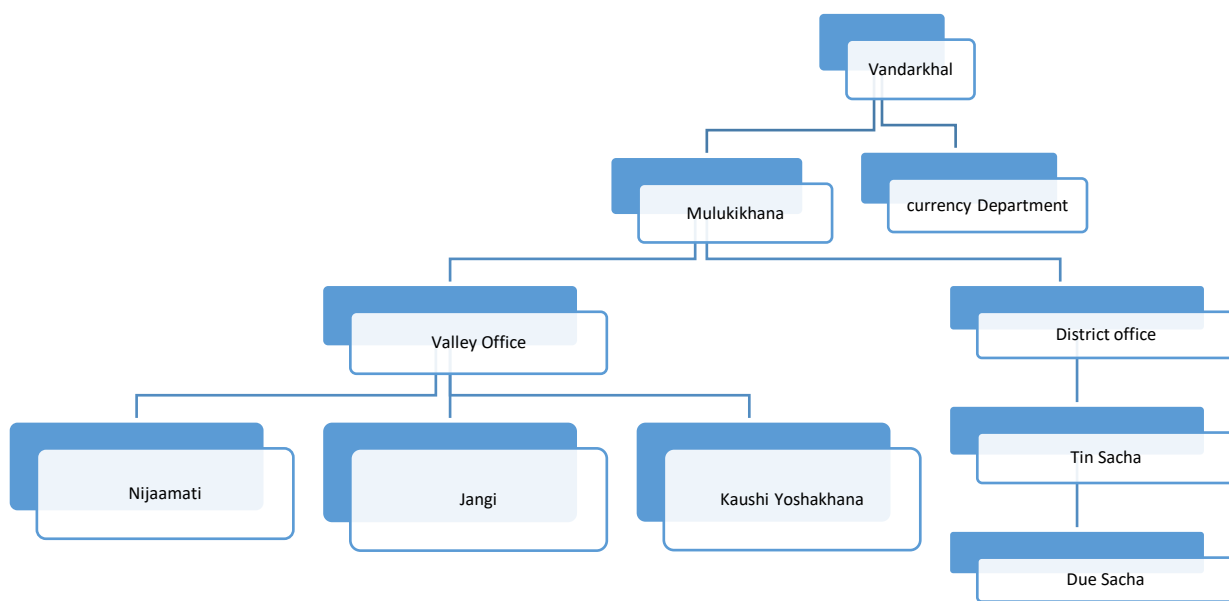 Vandarkhal
Mulukikhana
currency Department
Valley Office
District office
Nijaamati
Jangi
Kaushi Yoshakhana
Tin Sacha
Due Sacha